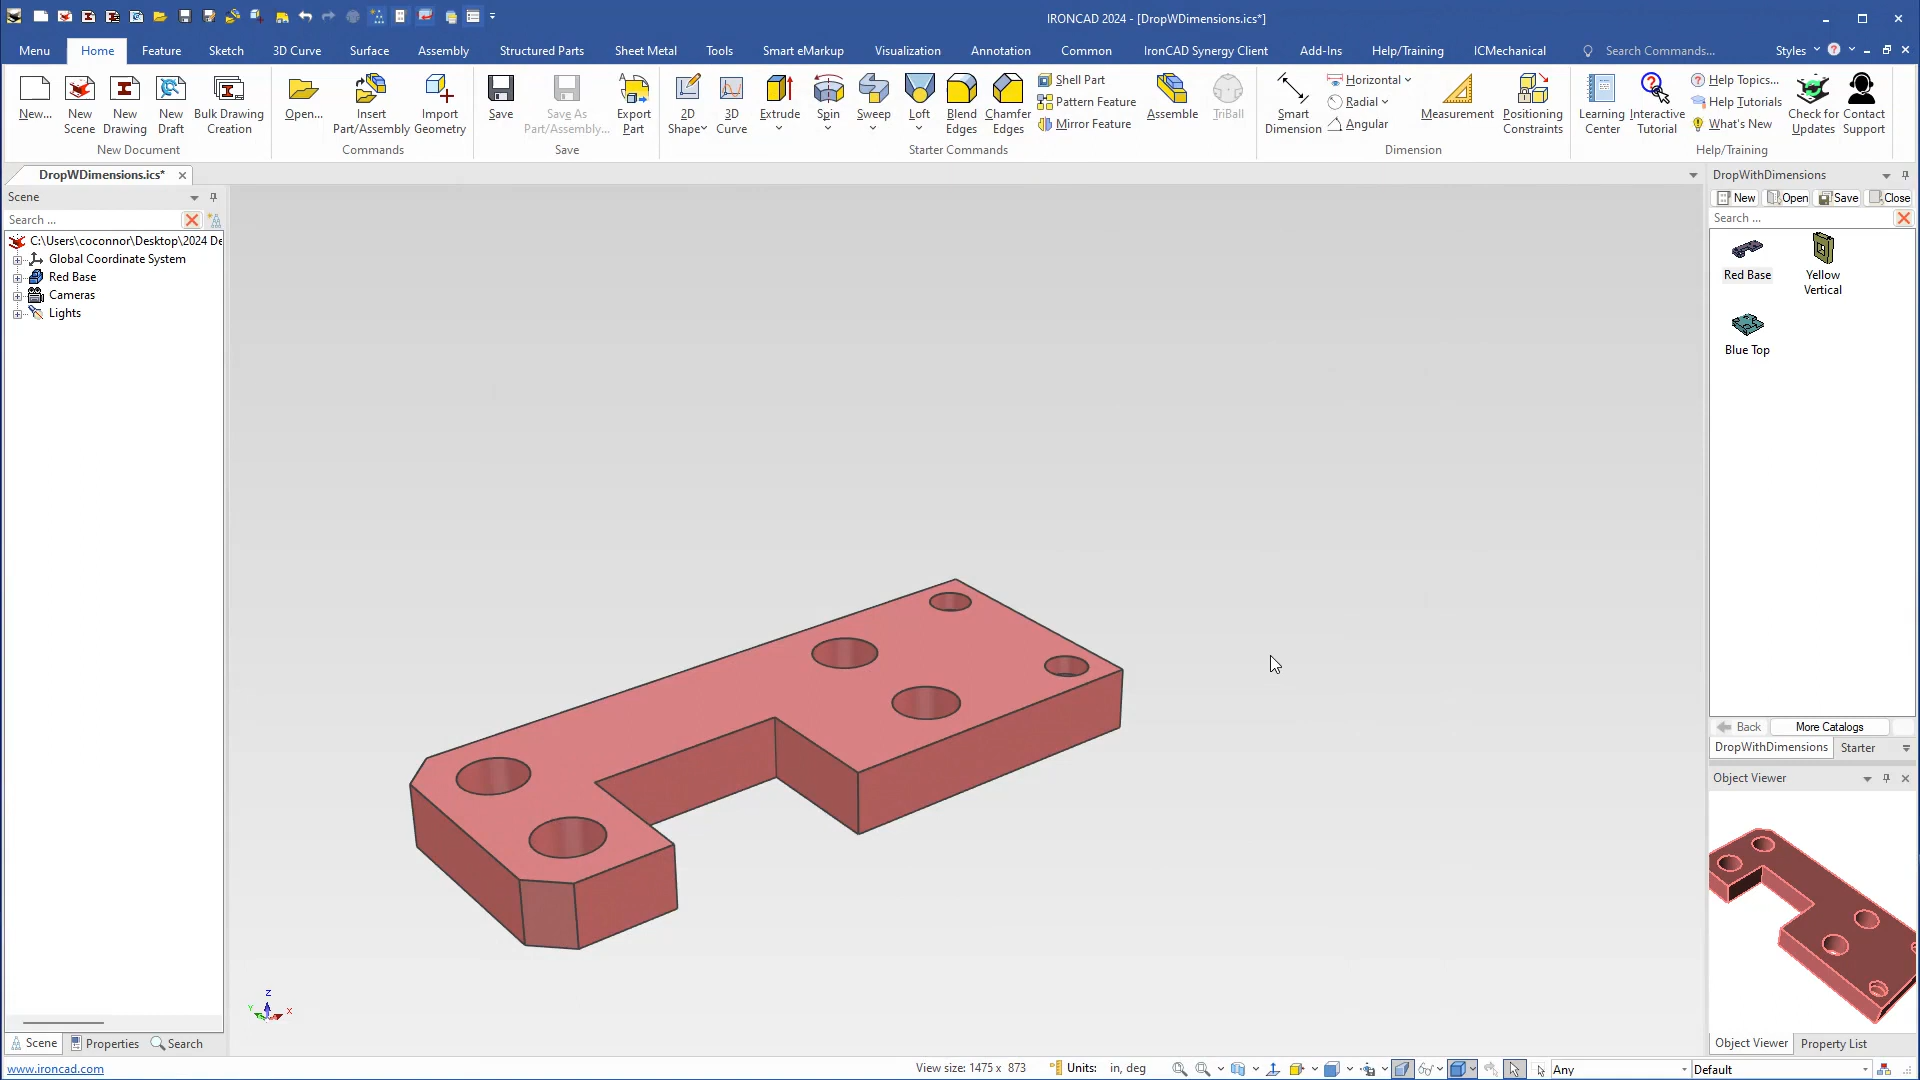 IRONCAD 2024 - [DropWDimensions.ics*]
Menu Home Feature Sketch 3D Curve Surface Assembly Structured Parts Sheet Metal Tools Smart eMarkup Visualization Annotation Common IronCAD Synergy Client Add-Ins Help/Training ICMechanical Search Commands... Styles
New... New Scene New Drawing New Draft Bulk Drawing Creation
New Document
Open... Insert Part/Assembly Import Geometry
Commands
Save Save As Part/Assembly... Export Part
Save
2D Shape 3D Curve Extrude Spin Sweep Loft Blend Edges Chamfer Edges Shell Part Pattern Feature Mirror Feature Assemble TriBall
Starter Commands
Smart Dimension Horizontal Radial Angular Measurement Positioning Constraints
Dimension
Learning Center Interactive Tutorial Help Topics... Help Tutorials What's New Check for Updates Contact Support
Help/Training
DropWDimensions.ics*
Scene
Search ...
C:\Users\coconnor\Desktop\2024 De
Global Coordinate System
Red Base
Cameras
Lights
Scene Properties Search
Z
Y
X
DropWithDimensions
New Open Save Close
Search ...
Red Base
Yellow Vertical
Blue Top
Back More Catalogs
DropWithDimensions Starter
Object Viewer
Object Viewer Property List
www.ironcad.com
View size: 1475 x 873 Units: in, deg Any Default